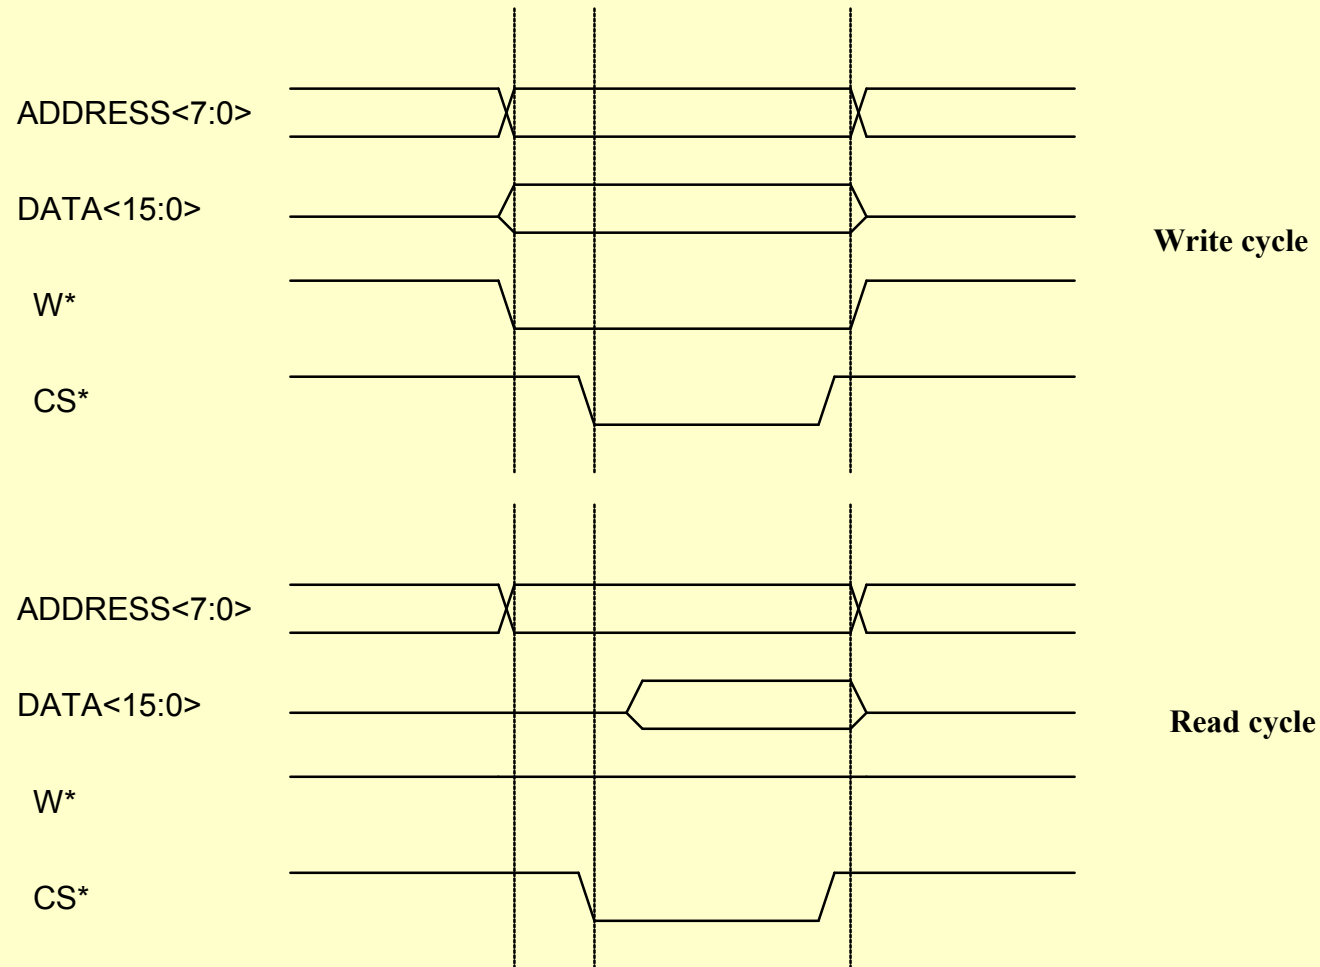 ADDRESS<7:0>
DATA<15:0>
Write cycle
W*
CS*
ADDRESS<7:0>
DATA<15:0>
Read cycle
W*
CS*